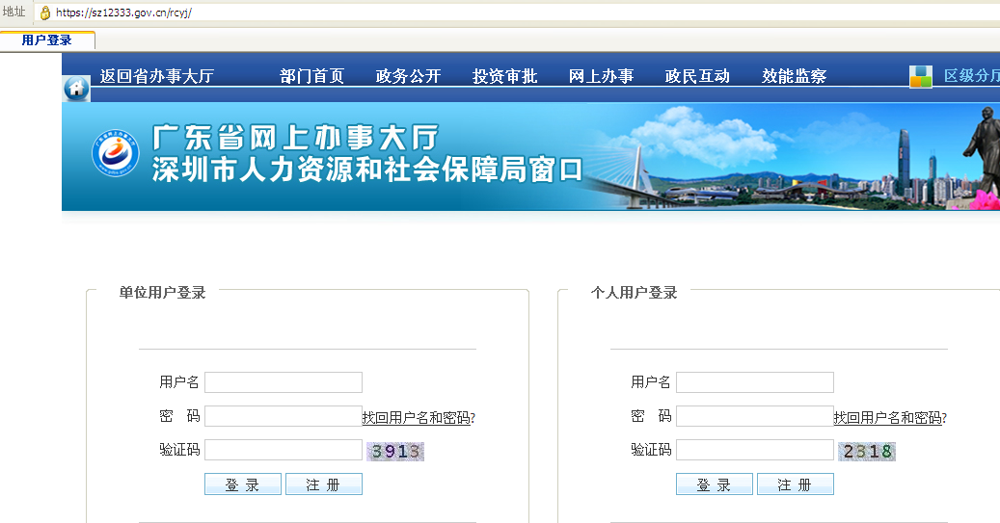 地址 https://sz12333.gov.cn/rcyj/
用户登录
返回省办事大厅 部门首页 政务公开 投资审批 网上办事 政民互动 效能监察 区级分厅
广东省网上办事大厅
深圳市人力资源和社会保障局窗口
单位用户登录
用户名
密 码 找回用户名和密码?
验证码 3913
登 录 注 册
个人用户登录
用户名
密 码 找回用户名和密码?
验证码 2318
登 录 注 册